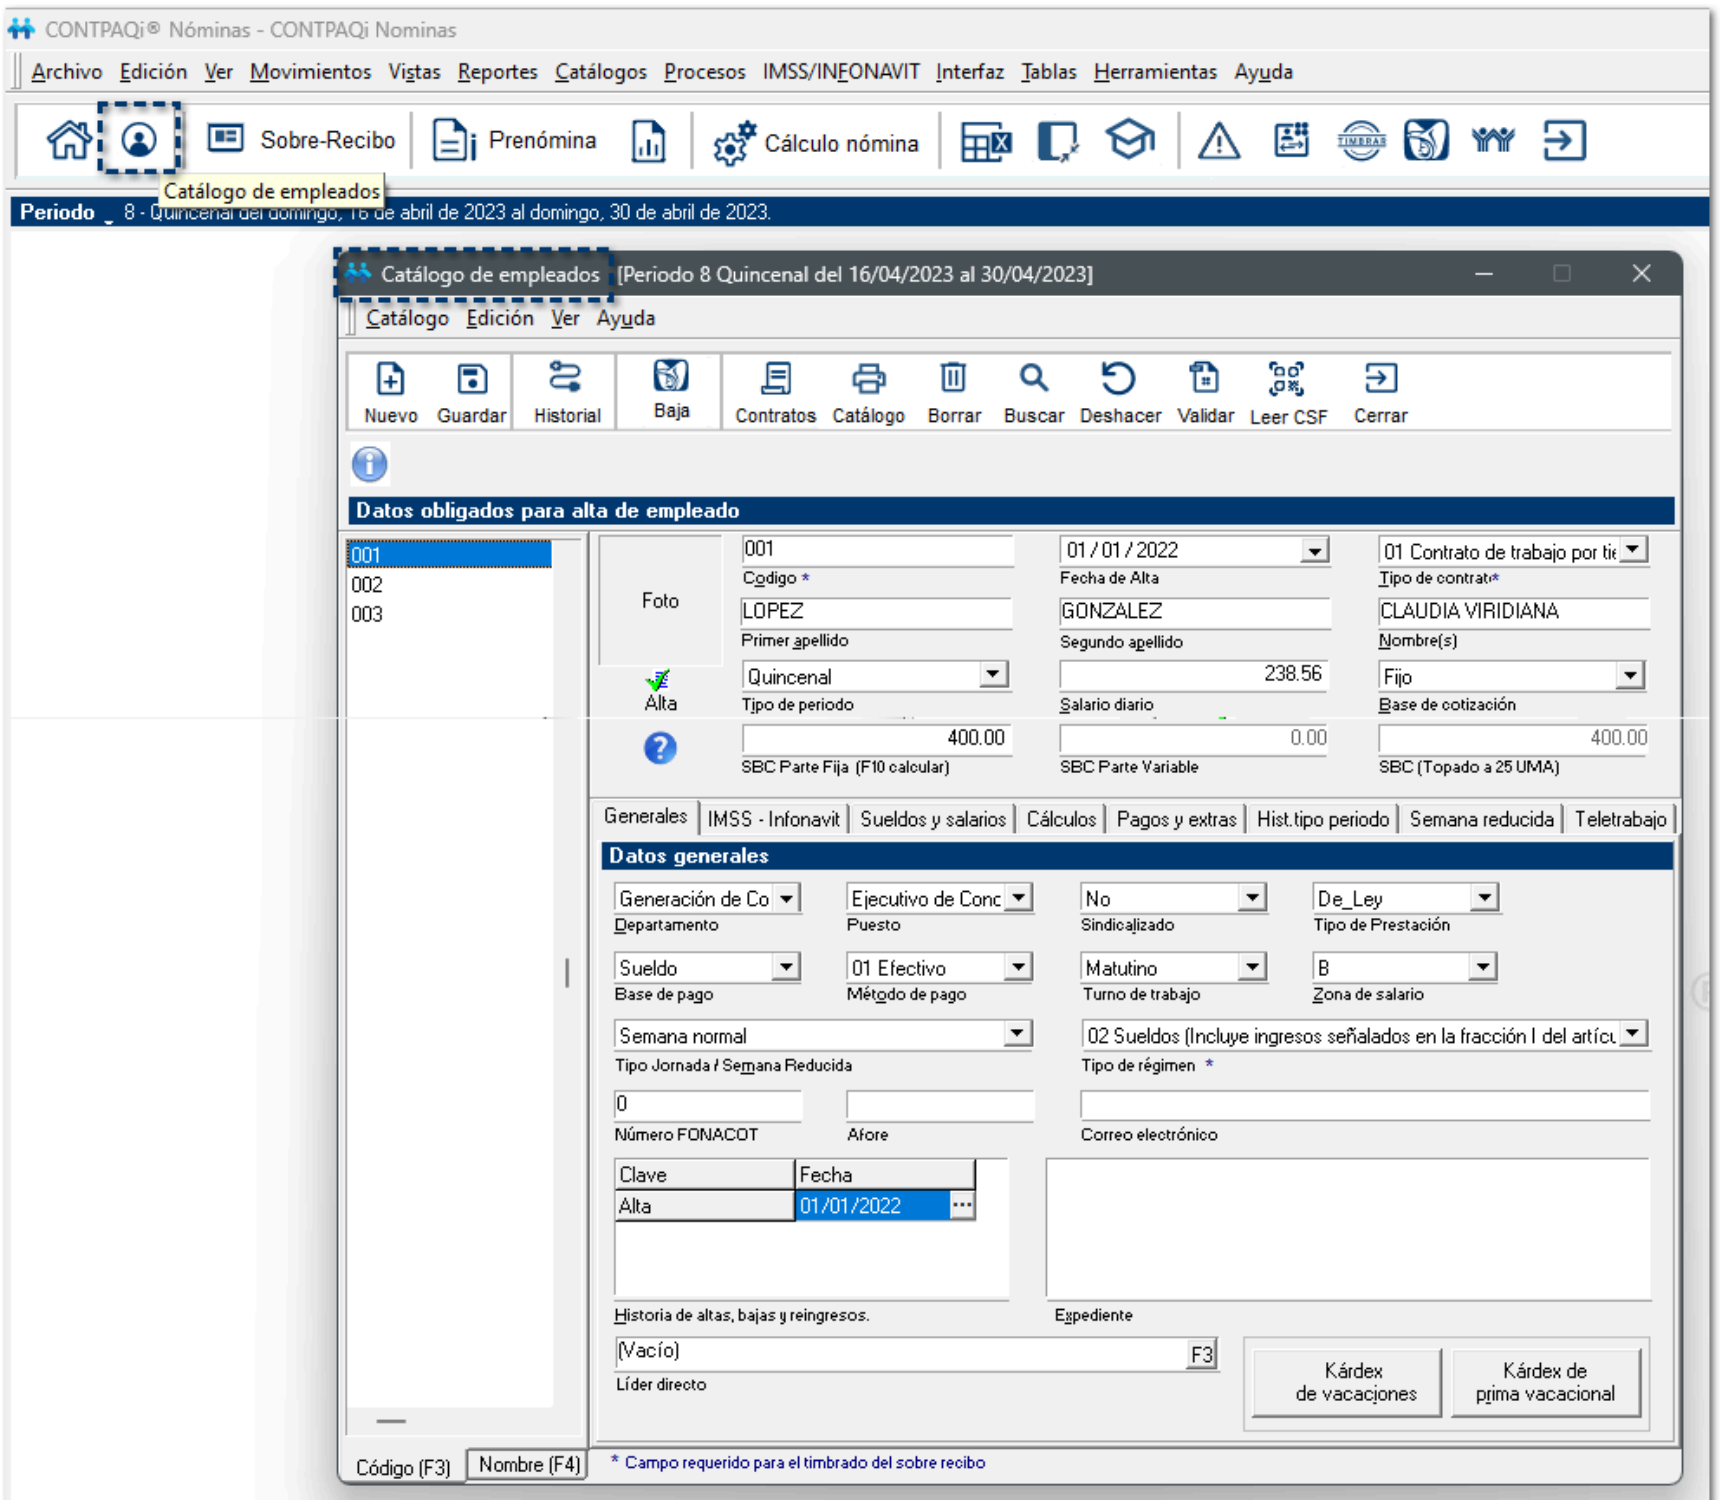 CONTPAQi® Nóminas - CONTPAQi Nominas
Archivo Edición Ver Movimientos Vistas Reportes Catálogos Procesos IMSS/INFONAVIT Interfaz Tablas Herramientas Ayuda
Sobre-Recibo Prenómina Cálculo nómina TIMBRAR
Catálogo de empleados
Periodo 8 - Quincenal del domingo, 16 de abril de 2023 al domingo, 30 de abril de 2023.
Catálogo de empleados [Periodo 8 Quincenal del 16/04/2023 al 30/04/2023]
Catálogo Edición Ver Ayuda
Nuevo Guardar Historial Baja Contratos Catálogo Borrar Buscar Deshacer Validar Leer CSF Cerrar
Datos obligados para alta de empleado
001
002
003
Foto
Alta
001 01/01/2022 01 Contrato de trabajo por tie
Codigo * Fecha de Alta Tipo de contrato*
LOPEZ GONZALEZ CLAUDIA VIRIDIANA
Primer apellido Segundo apellido Nombre(s)
Quincenal 238.56 Fijo
Tipo de periodo Salario diario Base de cotización
400.00 0.00 400.00
SBC Parte Fija (F10 calcular) SBC Parte Variable SBC (Topado a 25 UMA)
Generales IMSS - Infonavit Sueldos y salarios Cálculos Pagos y extras Hist.tipo periodo Semana reducida Teletrabajo
Datos generales
Generación de Co Ejecutivo de Conc No De_Ley
Departamento Puesto Sindicalizado Tipo de Prestación
Sueldo 01 Efectivo Matutino B
Base de pago Método de pago Turno de trabajo Zona de salario
Semana normal 02 Sueldos (Incluye ingresos señalados en la fracción I del artícu
Tipo Jornada / Semana Reducida Tipo de régimen *
0
Número FONACOT Afore Correo electrónico
Clave Fecha
Alta 01/01/2022 ...
Historia de altas, bajas y reingresos. Expediente
(Vacío) F3
Líder directo
Kárdex de vacaciones
Kárdex de prima vacacional
Código (F3) Nombre (F4) * Campo requerido para el timbrado del sobre recibo